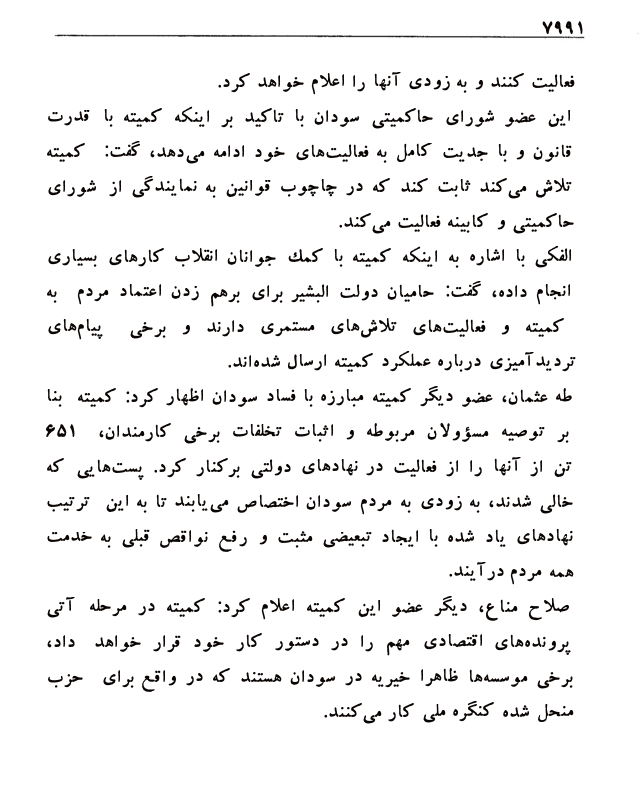 ۷۹۹۱
فعالیت کنند و به زودی آنها را اعلام خواهد کرد.
این عضو شورای حاکمیتی سودان با تاکید بر اینکه کمیته با قدرت
قانون و با جدیت کامل به فعالیت‌های خود ادامه می‌دهد، گفت: کمیته
تلاش می‌کند ثابت کند که در چاچوب قوانین به نمایندگی از شورای
حاکمیتی و کابینه فعالیت می‌کند.
الفکی با اشاره به اینکه کمیته با کمك جوانان انقلاب کارهای بسیاری
انجام داده، گفت: حامیان دولت البشیر برای برهم زدن اعتماد مردم به
کمیته و فعالیت‌های تلاش‌های مستمری دارند و برخی پیام‌های
تردیدآمیزی درباره عملکرد کمیته ارسال شده‌اند.
طه عثمان، عضو دیگر کمیته مبارزه با فساد سودان اظهار کرد: کمیته بنا
بر توصیه مسؤولان مربوطه و اثبات تخلفات برخی کارمندان، ۶۵۱
تن از آنها را از فعالیت در نهادهای دولتی برکنار کرد. پست‌هایی که
خالی شدند، به زودی به مردم سودان اختصاص می‌یابند تا به این ترتیب
نهادهای یاد شده با ایجاد تبعیضی مثبت و رفع نواقص قبلی به خدمت
همه مردم درآیند.
صلاح مناع، دیگر عضو این کمیته اعلام کرد: کمیته در مرحله آتی
پرونده‌های اقتصادی مهم را در دستور کار خود قرار خواهد داد،
برخی موسسه‌ها ظاهرا خیریه در سودان هستند که در واقع برای حزب
منحل شده کنگره ملی کار می‌کنند.